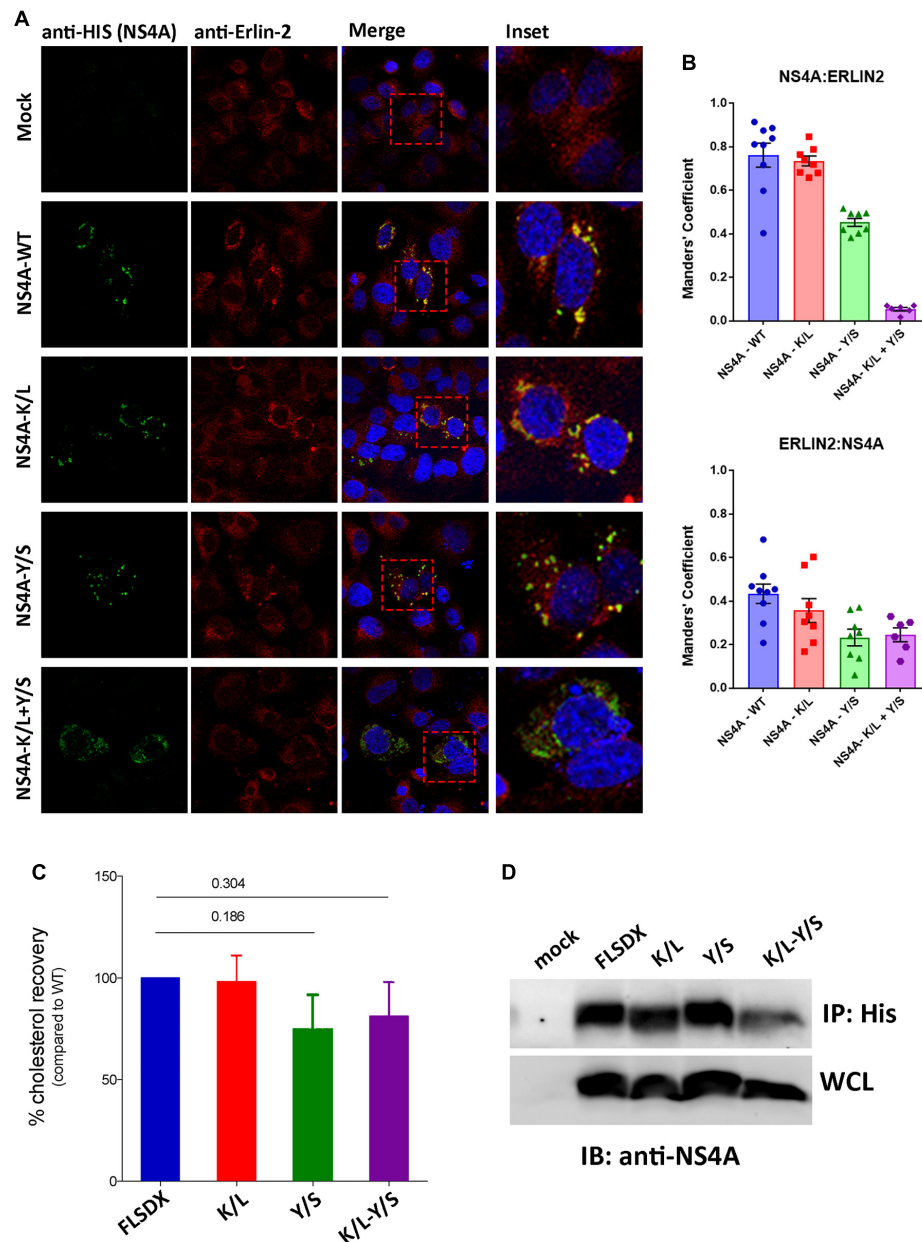 A
anti-HIS (NS4A) anti-Erlin-2 Merge Inset
Mock
NS4A-WT
NS4A-K/L
NS4A-Y/S
NS4A-K/L+Y/S
B
NS4A:ERLIN2
Manders' Coefficient
1.0
0.8
0.6
0.4
0.2
0.0
NS4A - WT
NS4A - K/L
NS4A - Y/S
NS4A- K/L + Y/S
ERLIN2:NS4A
Manders' Coefficient
1.0
0.8
0.6
0.4
0.2
0.0
NS4A - WT
NS4A - K/L
NS4A - Y/S
NS4A- K/L + Y/S
C
% cholesterol recovery
(compared to WT)
150
100
50
0
0.304
0.186
FLSDX
K/L
Y/S
K/L-Y/S
D
mock
FLSDX
K/L
Y/S
K/L-Y/S
IP: His
WCL
IB: anti-NS4A